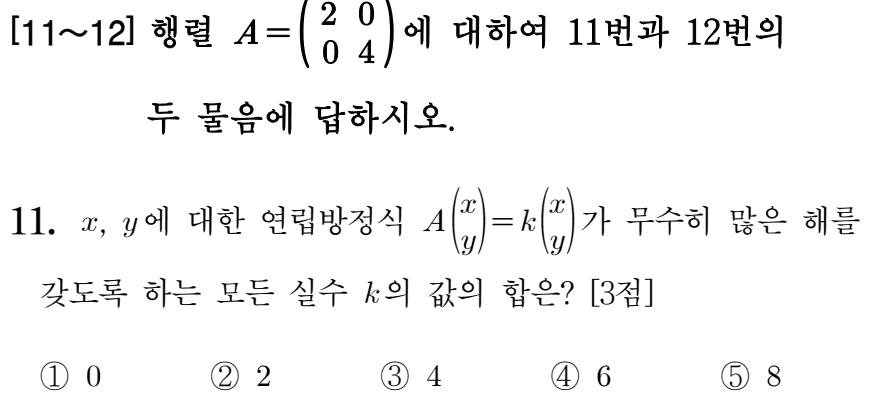 [11~12] 행렬 A=(2 0
0 4)에 대하여 11번과 12번의
두 물음에 답하시오.
11. x, y에 대한 연립방정식 A(x y)=k(x y)가 무수히 많은 해를
갖도록 하는 모든 실수 k의 값의 합은? [3점]
① 0 ② 2 ③ 4 ④ 6 ⑤ 8